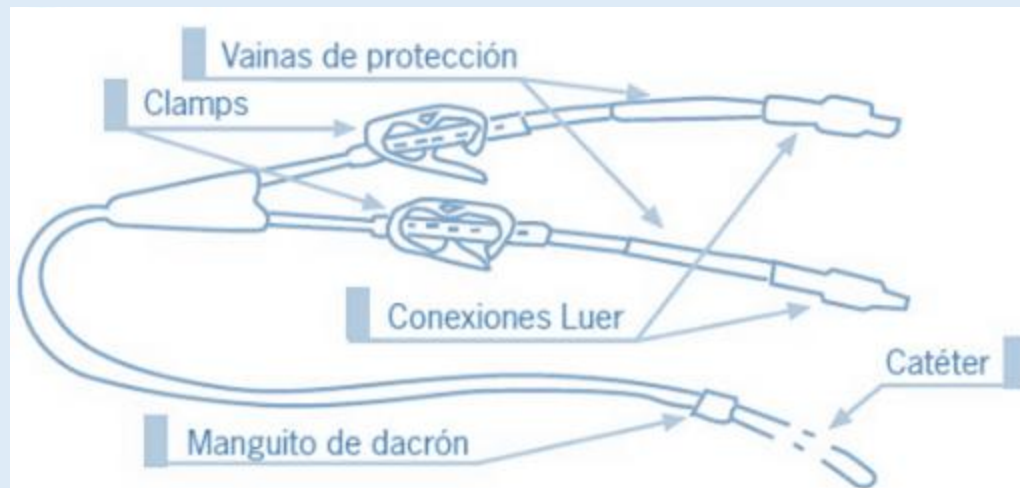 Vainas de protección
Clamps
Conexiones Luer
Catéter
Manguito de dacrón